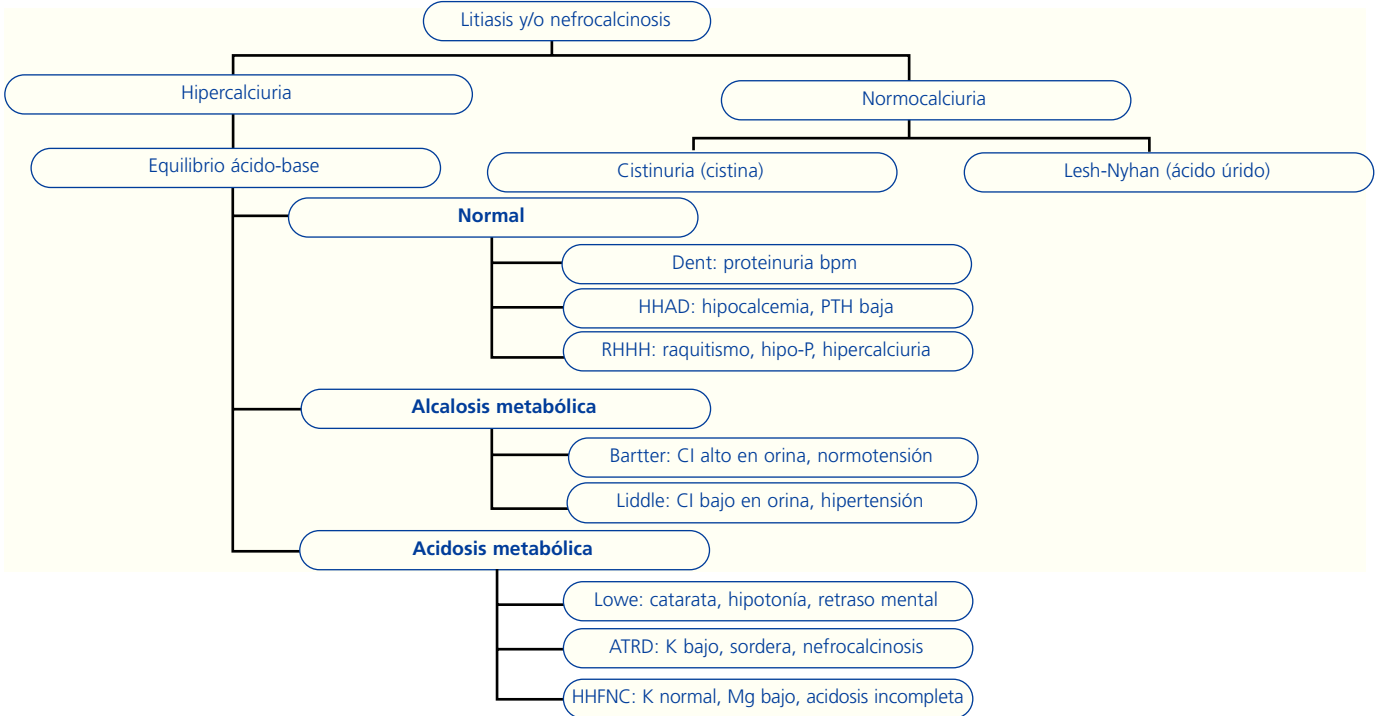 Litiasis y/o nefrocalcinosis
Hipercalciuria
Normocalciuria
Equilibrio ácido-base
Cistinuria (cistina)
Lesh-Nyhan (ácido úrido)
Normal
Dent: proteinuria bpm
HHAD: hipocalcemia, PTH baja
RHHH: raquitismo, hipo-P, hipercalciuria
Alcalosis metabólica
Bartter: Cl alto en orina, normotensión
Liddle: Cl bajo en orina, hipertensión
Acidosis metabólica
Lowe: catarata, hipotonía, retraso mental
ATRD: K bajo, sordera, nefrocalcinosis
HHFNC: K normal, Mg bajo, acidosis incompleta